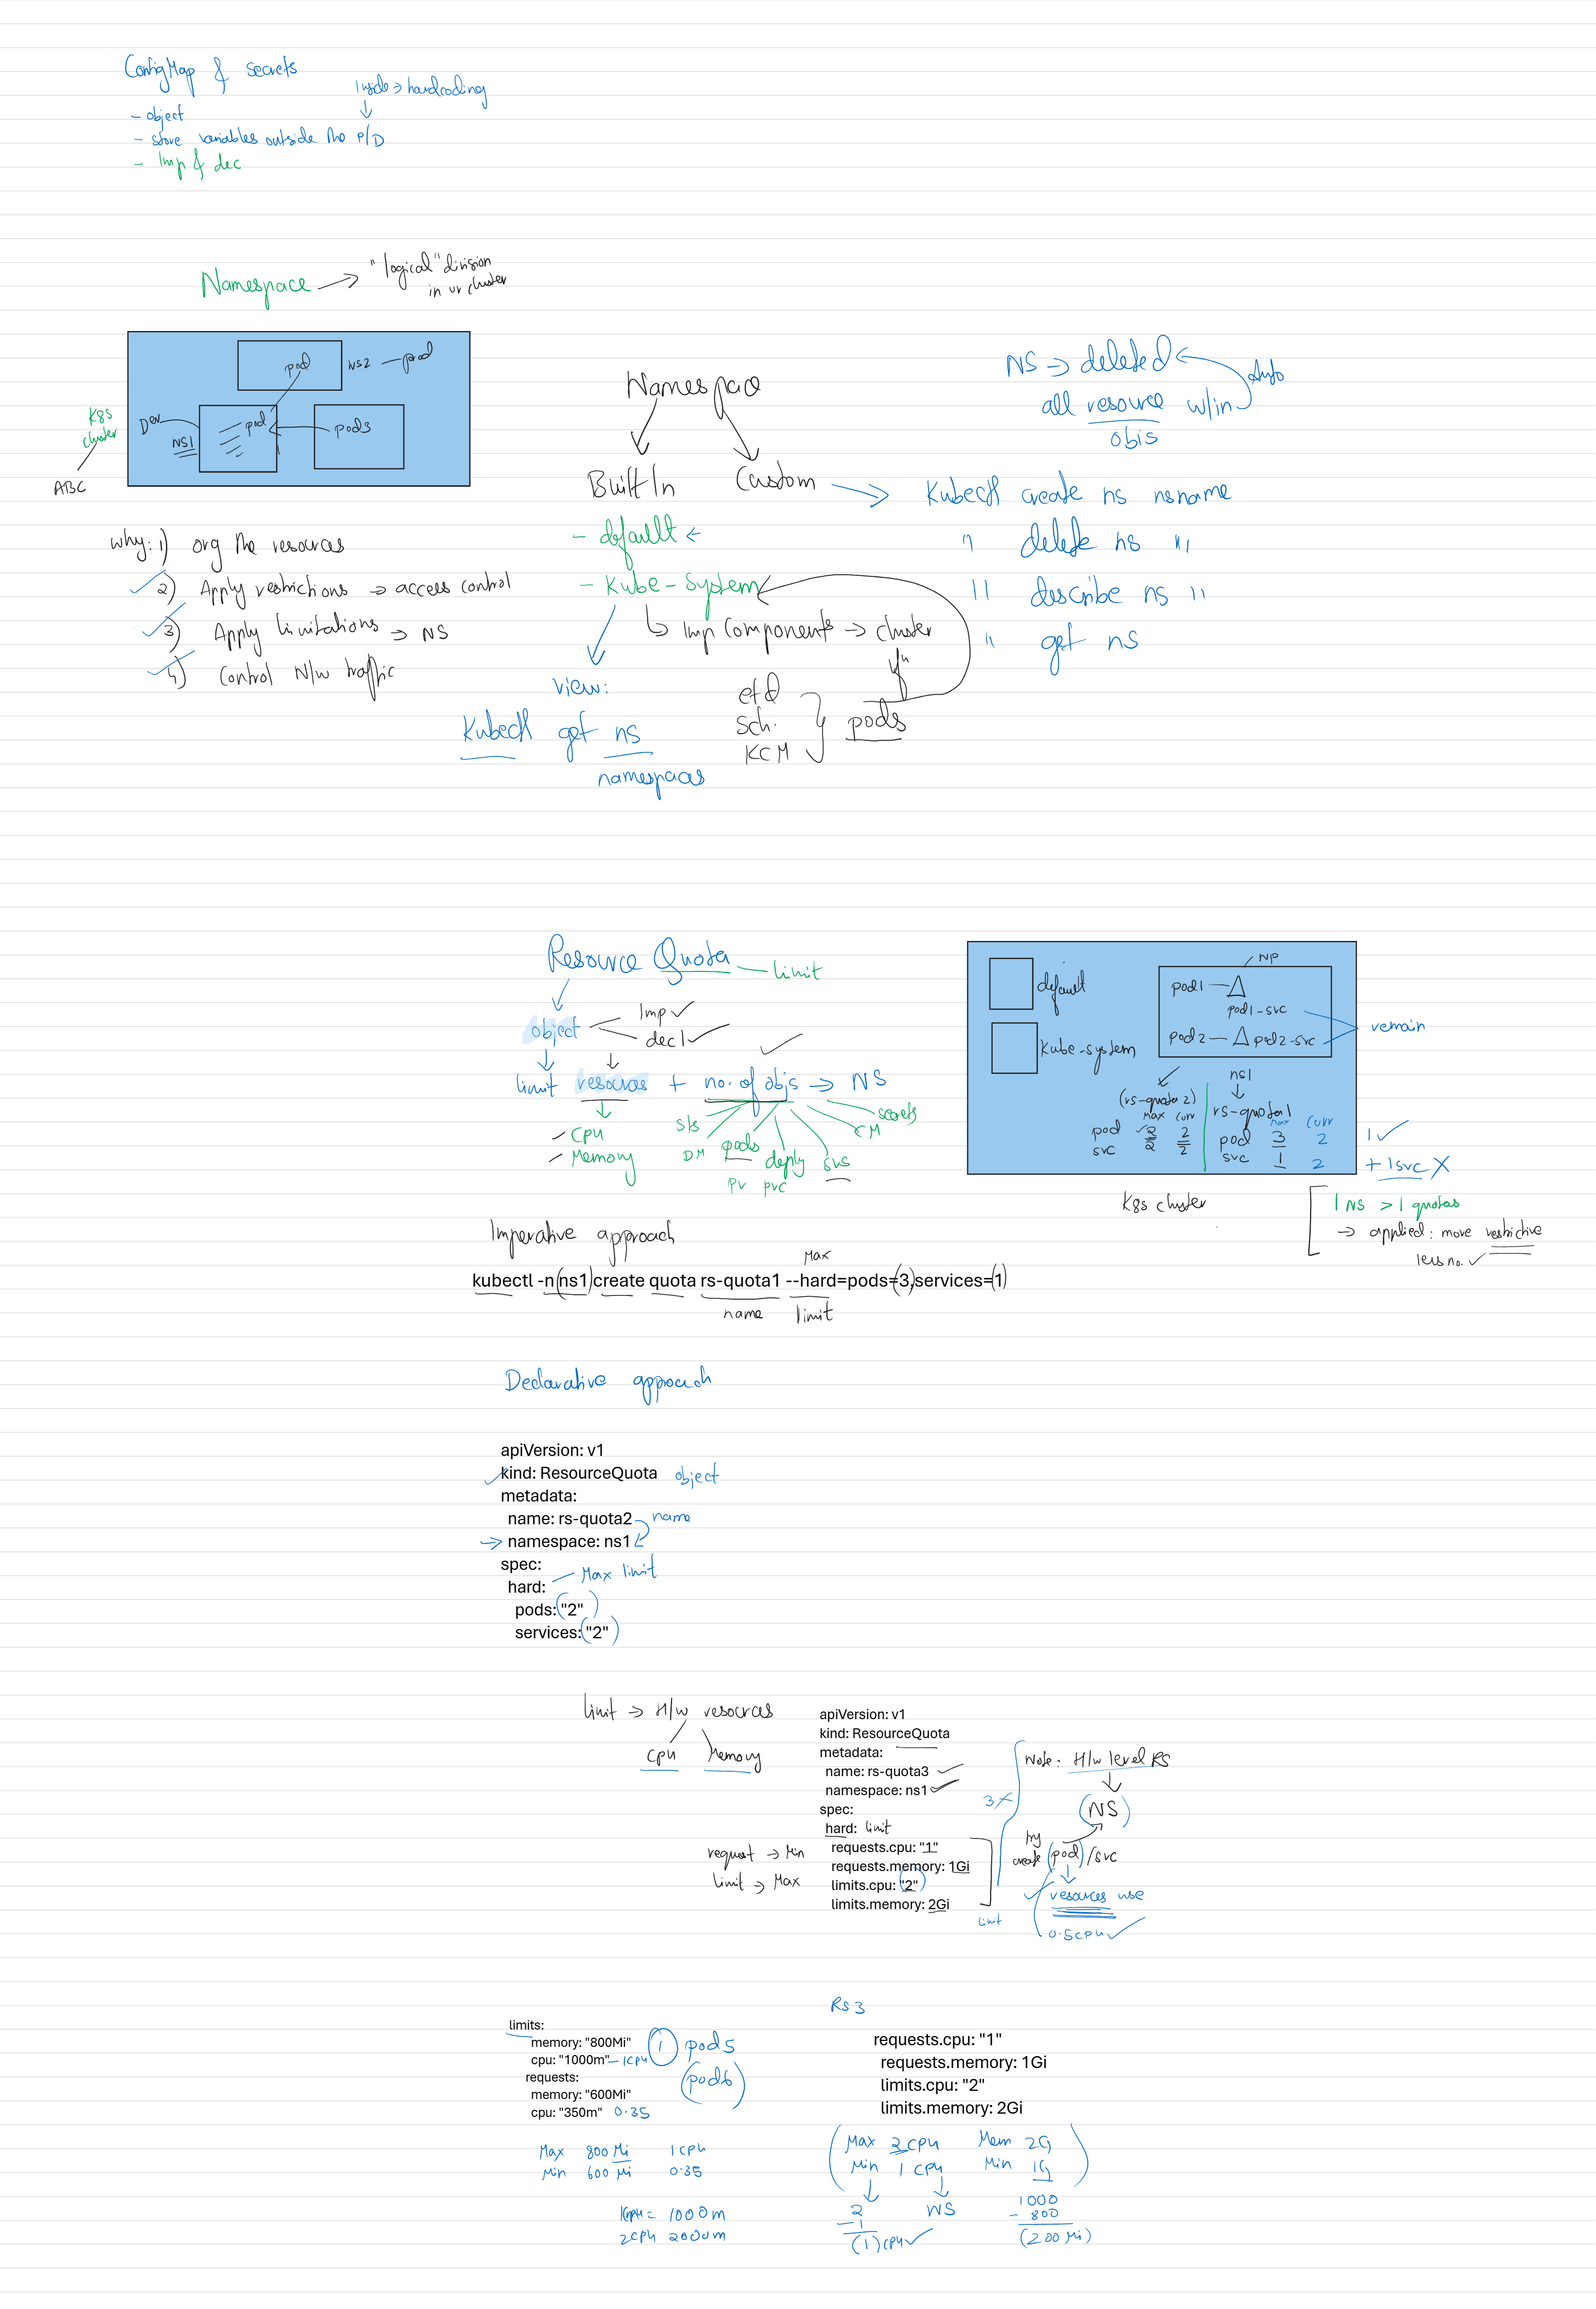 ConfigMap & secrets
Inside → hardcoding
- object
- store variables outside the P/D
- Imp & dec
Namespace → "logical" division
in ur cluster
pod
NS2 - prod
K8s
cluster
Dev
NS1
pod
pods
ABC
why: 1) org the resources
2) Apply restrictions → access control
3) Apply limitations → NS
4) Control N/w traffic
Namespace
Built In
Custom
- default ←
- Kube-System
↳ Imp Components → cluster
view:
Kubectl get ns
namespaces
etcd
sch.
KCM
pods
NS → deleted
Auto
all resource w/in
objs
→ Kubectl create ns nsname
" delete ns "
" describe ns "
" get ns
Resource Quota - limit
object
Imp ✓
decl ✓
limit resources + no. of objs → NS
CPU
Memory
sts
DM
pods
deploy
svs
CM
secrets
PV PVC
default
Kube-system
NP
pod1 - △
pod1-svc
pod2 - △ pod2-svc
remain
ns1
(rs-quota2)
Max Curr
pod 2 2
svc 2 2
rs-quota1
Max Curr
pod 3 2
svc 1 2
1 ✓
+1svc X
K8s cluster
1 NS > 1 quotas
→ applied: more restrictive
less no. ✓
Imperative approach
Max
kubectl -n ns1 create quota rs-quota1 --hard=pods=3,services=1
name
limit
Declarative approach
apiVersion: v1
kind: ResourceQuota object
metadata:
name: rs-quota2 name
namespace: ns1
spec:
hard: - Max limit
pods: "2"
services: "2"
limit → H/w resources
CPU Memory
apiVersion: v1
kind: ResourceQuota
metadata:
name: rs-quota3
namespace: ns1
spec:
hard: limit
requests.cpu: "1"
requests.memory: 1Gi
limits.cpu: "2"
limits.memory: 2Gi
request → Min
limit → Max
limit
Note: H/w level RS
(NS)
try
create (pod)/svc
resources use
0.5CPU ✓
limits:
memory: "800Mi"
cpu: "1000m" - 1CPU
requests:
memory: "600Mi"
cpu: "350m" 0.35
1 pod5
(pod6)
Max 800 Mi 1 CPU
Min 600 Mi 0.35
1CPU = 1000m
2CPU 2000m
RS 3
requests.cpu: "1"
requests.memory: 1Gi
limits.cpu: "2"
limits.memory: 2Gi
Max 2 CPU Mem 2G
Min 1 CPU Min 1G
2
- 1
(1) CPU ✓
NS
1000
- 800
(200 Mi)